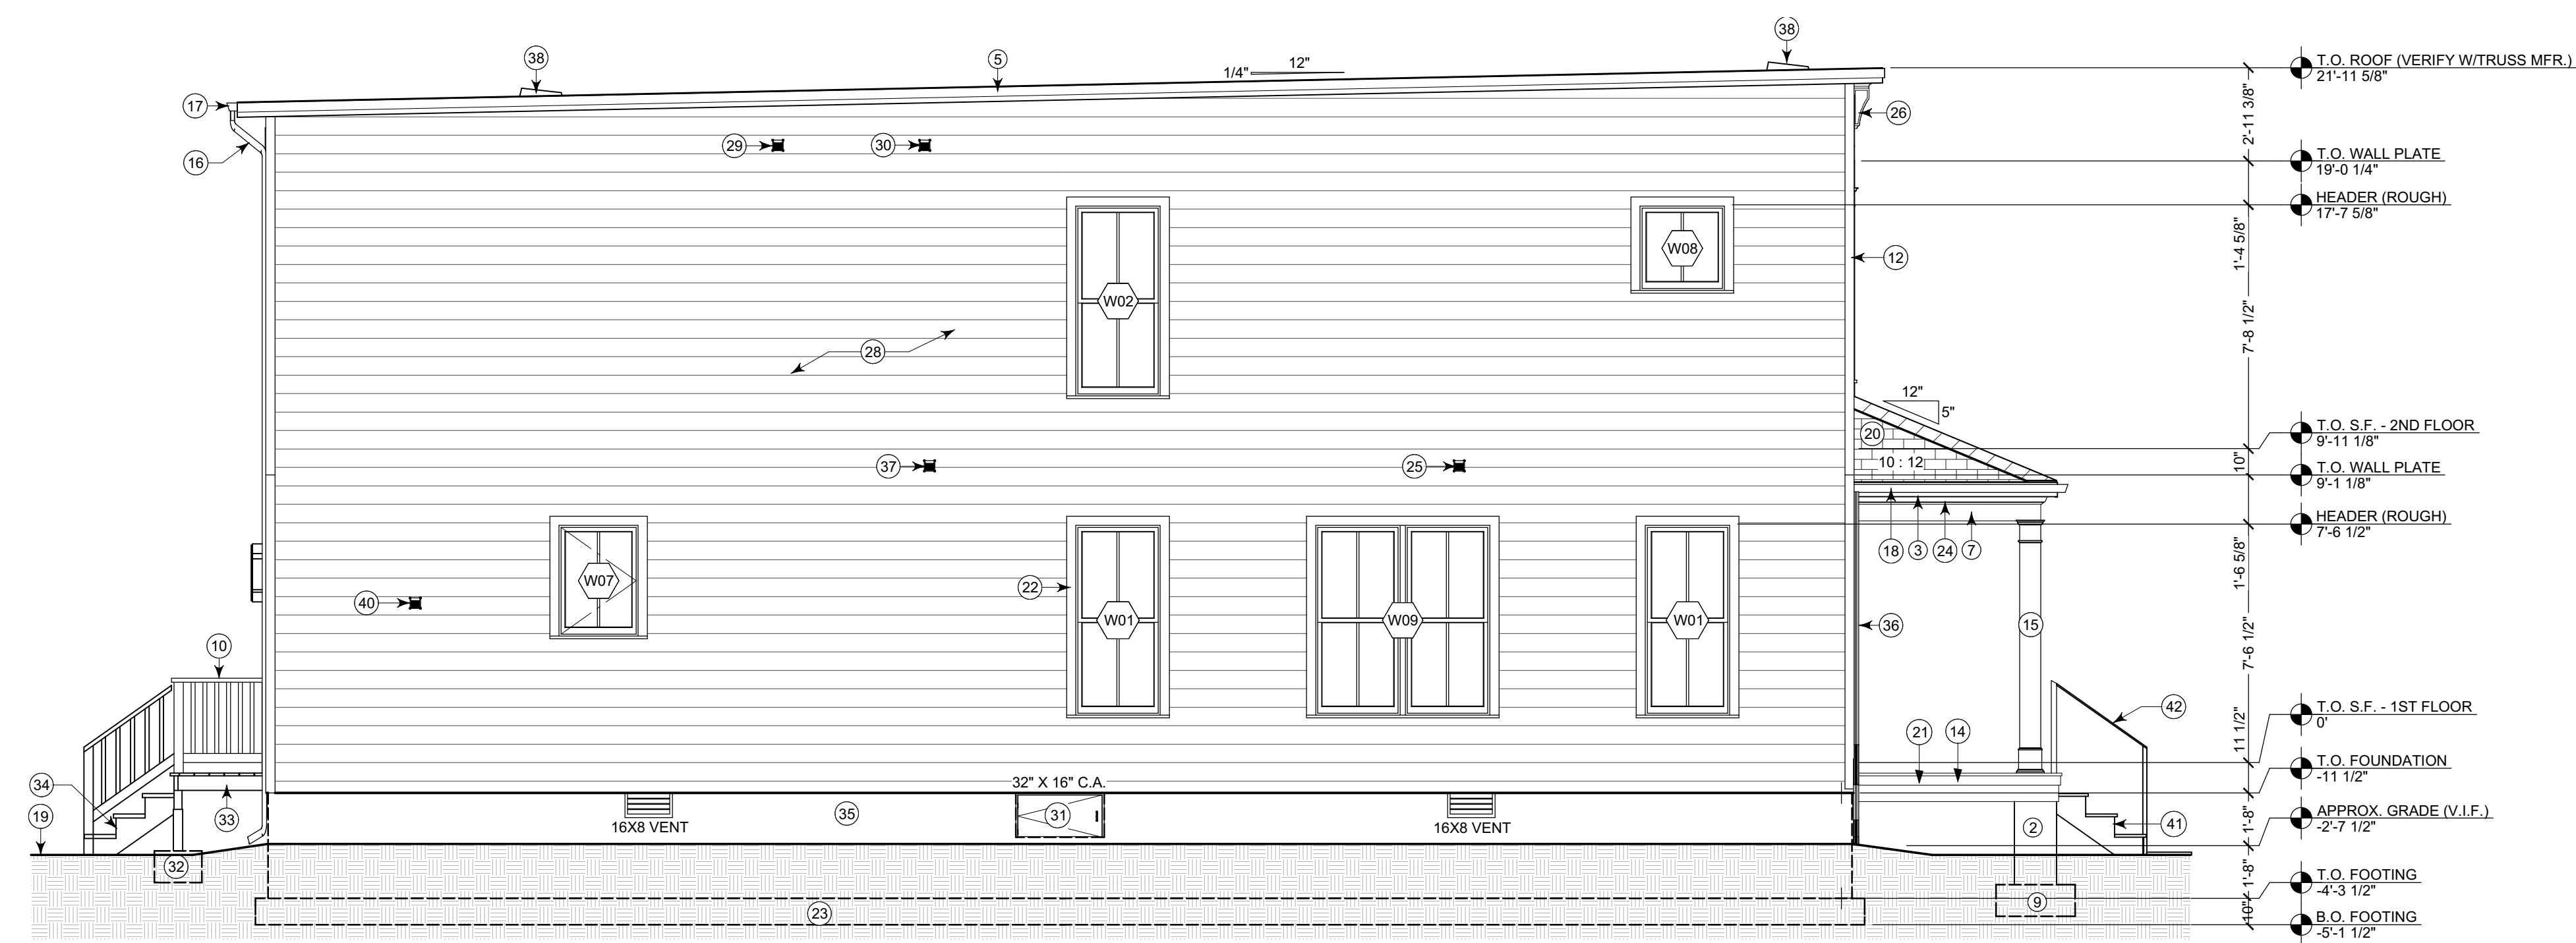 38
38
5
12"
1/4"
T.O. ROOF (VERIFY W/TRUSS MFR.)
21'-11 5/8"
17
2'-11 3/8"
26
29
30
16
T.O. WALL PLATE
19'-0 1/4"
HEADER (ROUGH)
17'-7 5/8"
1'-4 5/8"
W08
12
W02
28
7'-8 1/2"
12"
5"
20
T.O. S.F. - 2ND FLOOR
9'-11 1/8"
37
25
10 : 12
10"
T.O. WALL PLATE
9'-1 1/8"
HEADER (ROUGH)
7'-6 1/2"
18
3
24
7
1'-6 5/8"
W07
22
40
W01
W09
W01
36
15
7'-6 1/2"
10
42
T.O. S.F. - 1ST FLOOR
0'
21
14
11 1/2"
T.O. FOUNDATION
-11 1/2"
34
32" X 16" C.A.
19
33
16X8 VENT
35
31
16X8 VENT
2
41
1'-8"
APPROX. GRADE (V.I.F.)
-2'-7 1/2"
32
1'-8"
T.O. FOOTING
-4'-3 1/2"
23
9
10"
B.O. FOOTING
-5'-1 1/2"